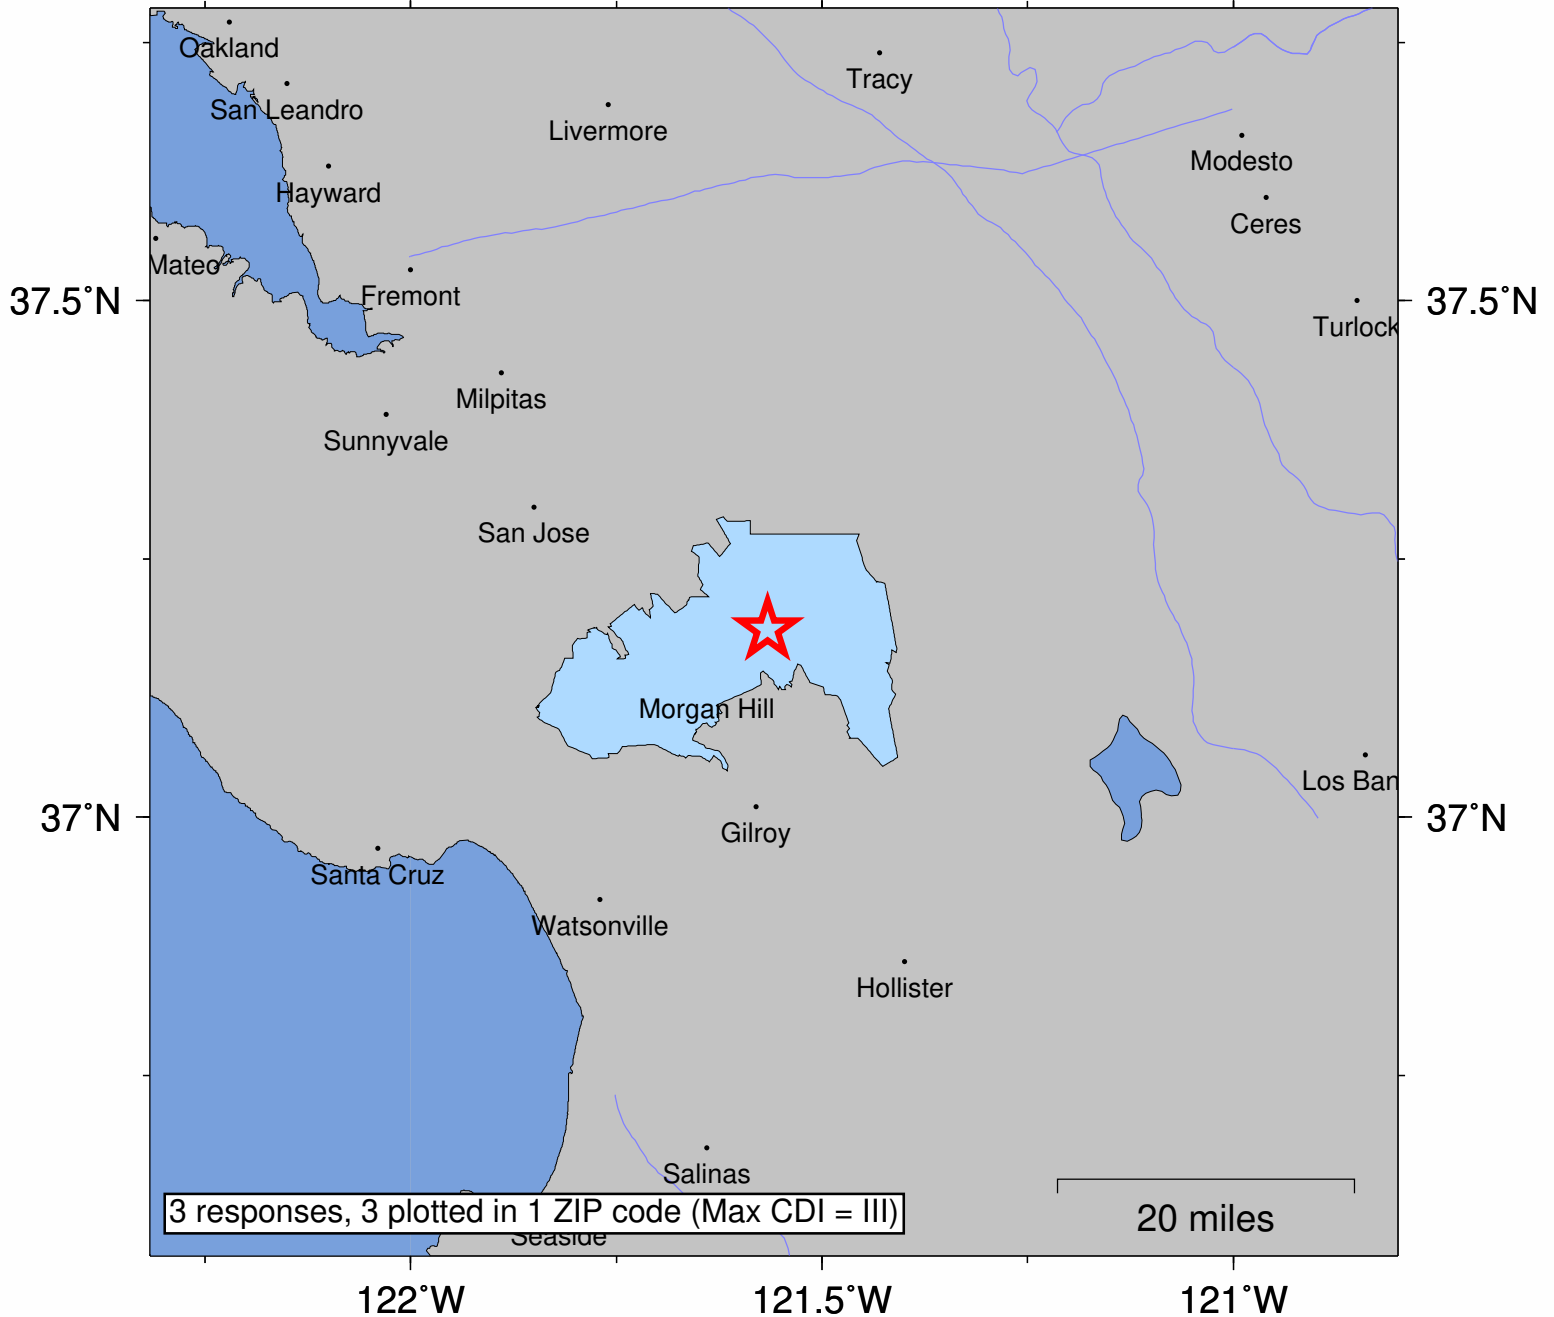 Oakland
San Leandro
Tracy
Livermore
Modesto
Hayward
Ceres
Mateo
Fremont
37.5˚N
37.5˚N
Turlock
Milpitas
Sunnyvale
San Jose
Morgan Hill
Los Ban
37˚N
37˚N
Gilroy
Santa Cruz
Watsonville
Hollister
Salinas
3 responses, 3 plotted in 1 ZIP code (Max CDI = III)
20 miles
Seaside
122˚W
121.5˚W
121˚W